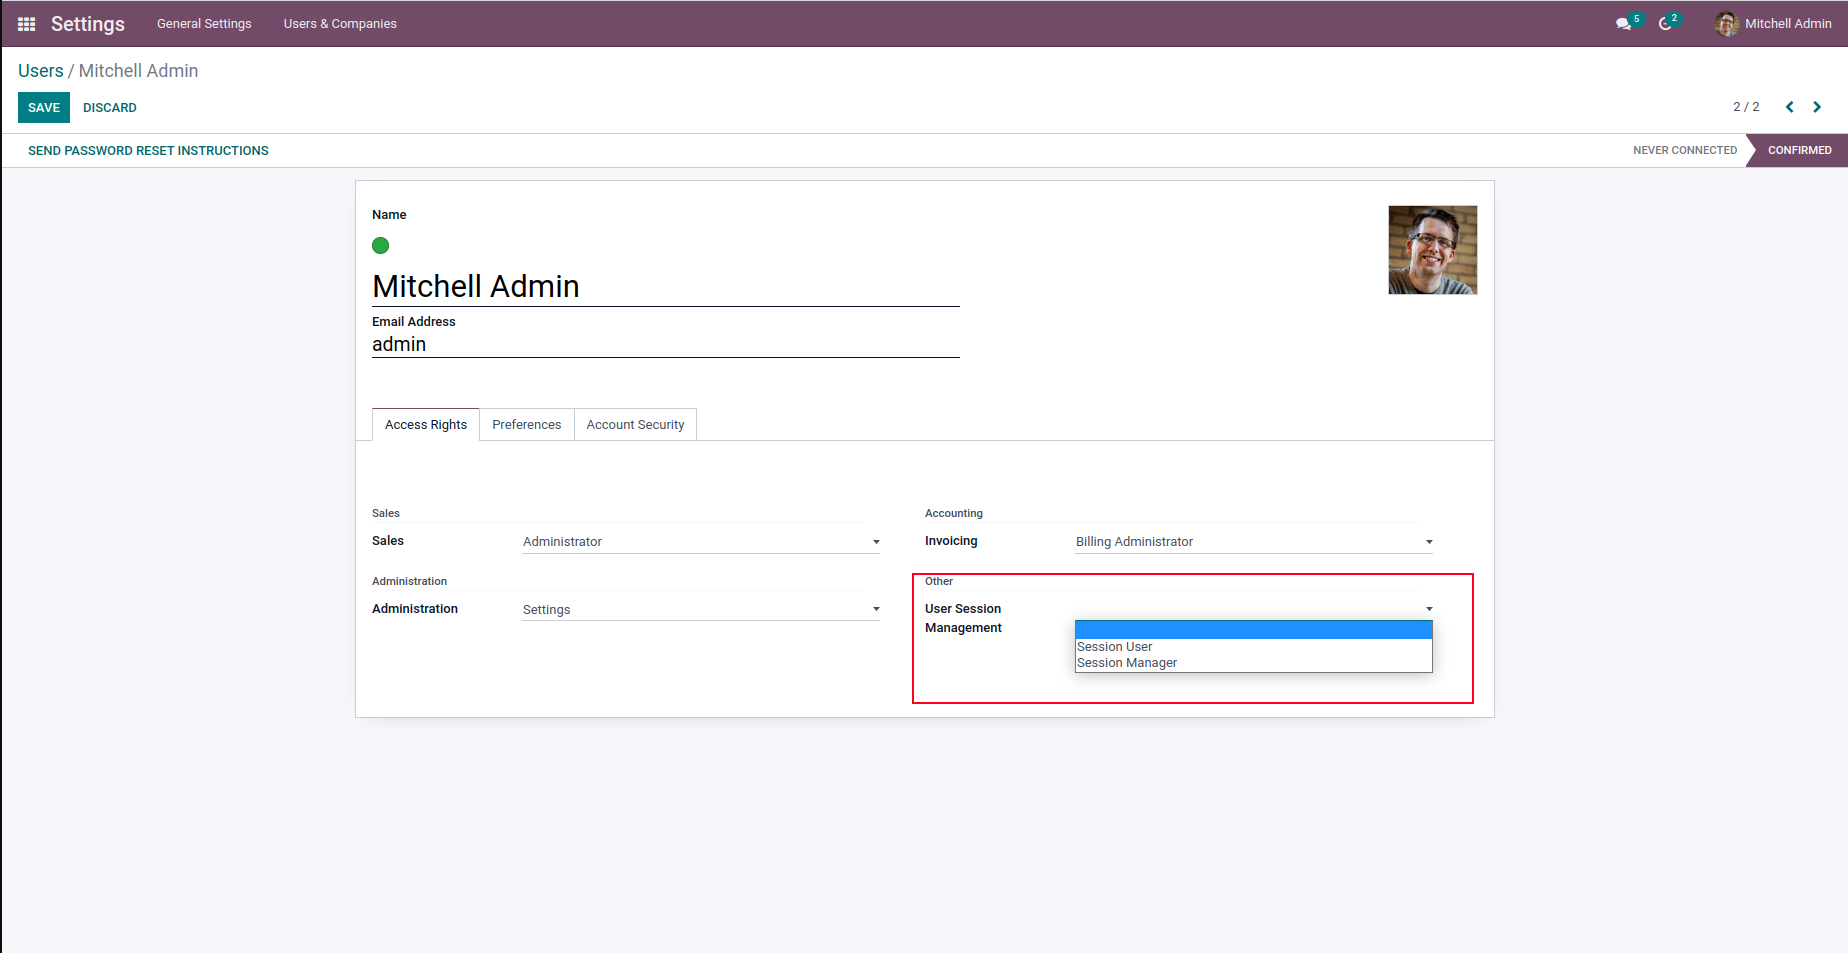 Settings General Settings Users & Companies 5 2 Mitchell Admin
Users / Mitchell Admin
SAVE DISCARD 2 / 2
SEND PASSWORD RESET INSTRUCTIONS NEVER CONNECTED CONFIRMED
Name
Mitchell Admin
Email Address
admin
Access Rights Preferences Account Security
Sales Accounting
Sales Administrator Invoicing Billing Administrator
Administration Other
Administration Settings User Session
Management
Session User
Session Manager